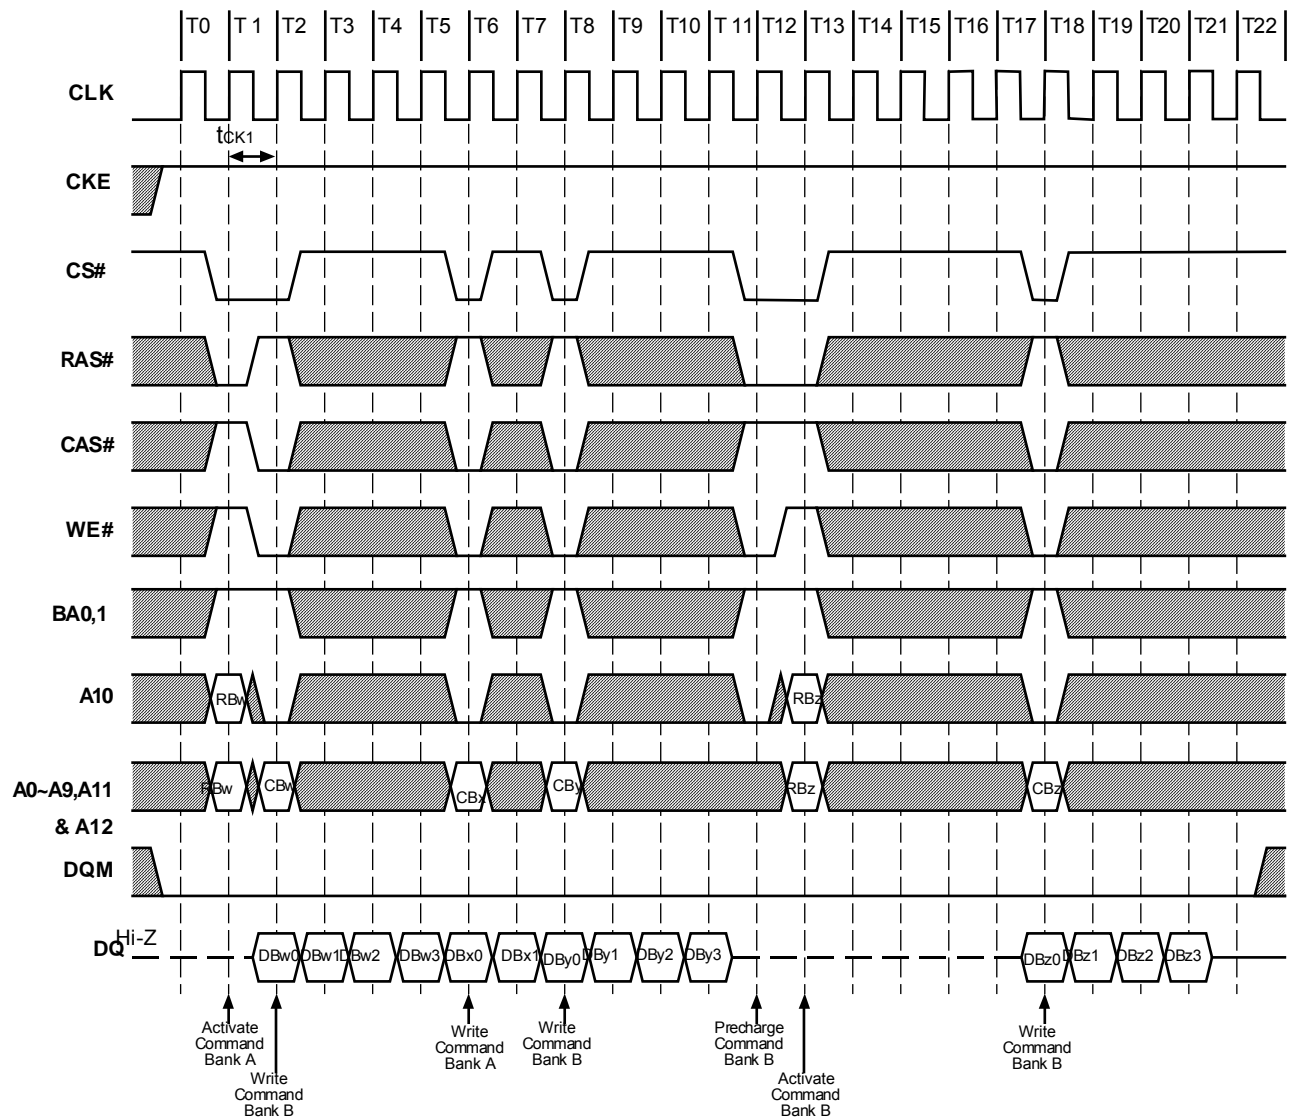 T0 T 1 T2 T3 T4 T5 T6 T7 T8 T9 T10 T 11 T12 T13 T14 T15 T16 T17 T18 T19 T20 T21 T22
CLK
tCK1
CKE
CS#
RAS#
CAS#
WE#
BA0,1
A10
RBw RBz
A0~A9,A11
RBw CBw CBx CBy RBz CBz
& A12
DQM
Hi-Z
DQ
DBw0 DBw1 DBw2 DBw3 DBx0 DBx1 DBy0 DBy1 DBy2 DBy3 DBz0 DBz1 DBz2 DBz3
Activate
Command
Bank A
Write
Command
Bank B
Write
Command
Bank A
Write
Command
Bank B
Precharge
Command
Bank B
Activate
Command
Bank B
Write
Command
Bank B